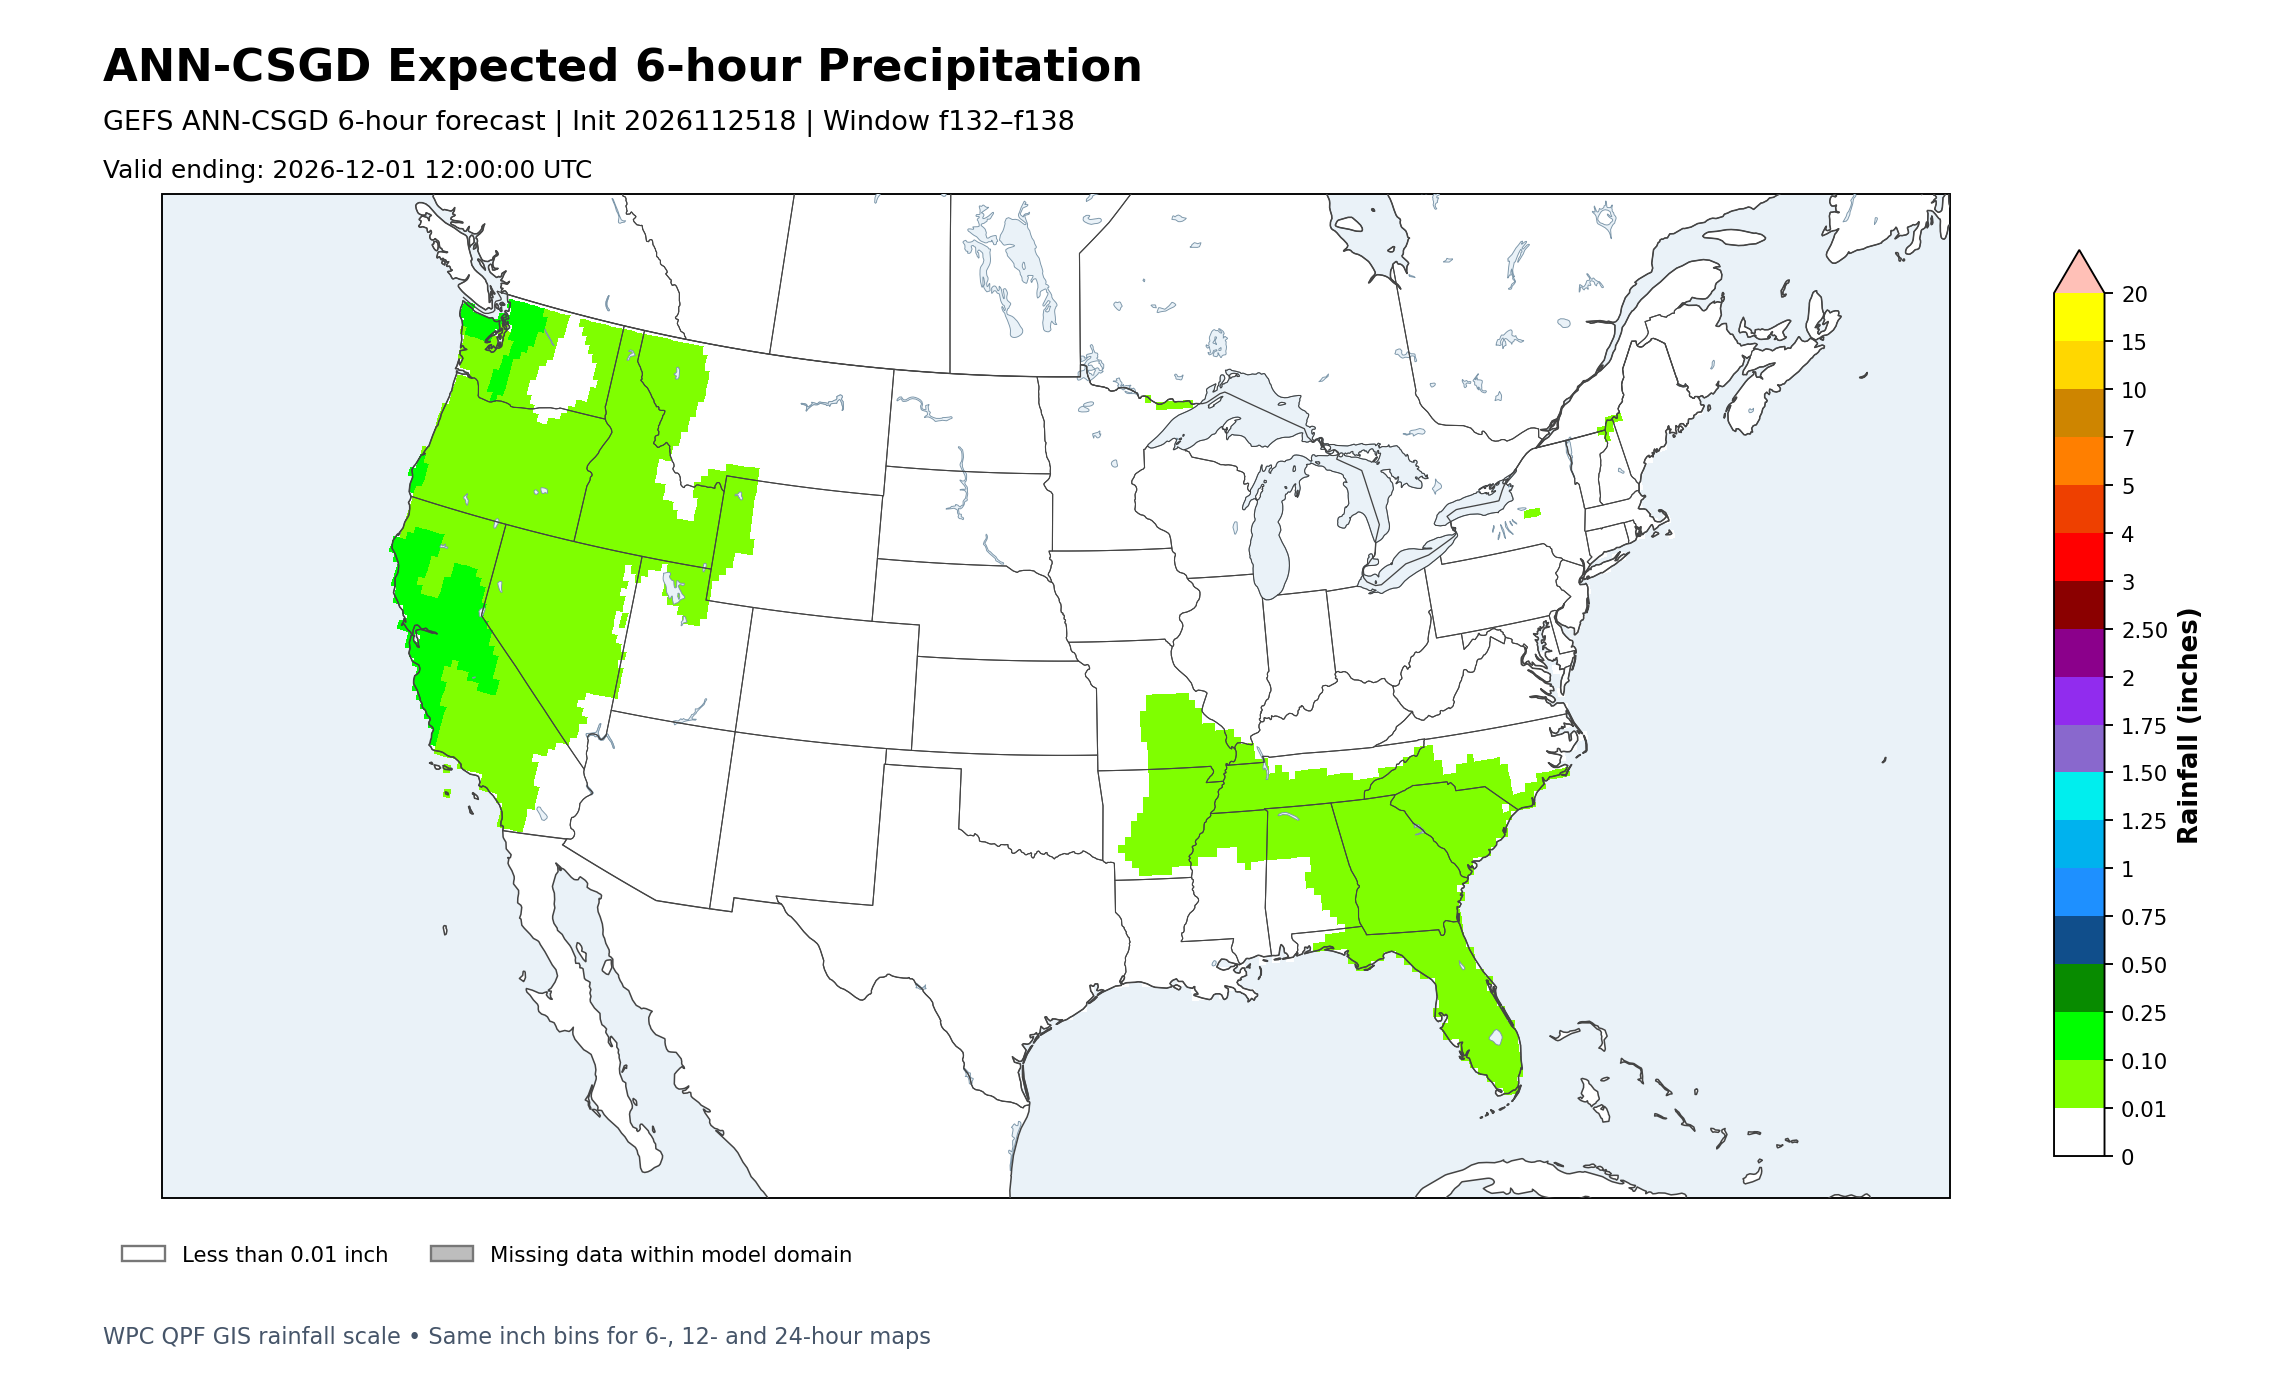 ANN-CSGD Expected 6-hour Precipitation
GEFS ANN-CSGD 6-hour forecast | Init 2026112518 | Window f132–f138
Valid ending: 2026-12-01 12:00:00 UTC
20
15
10
7
5
4
3
2.50
2
1.75
1.50
1.25
1
0.75
0.50
0.25
0.10
0.01
0
Rainfall (inches)
Less than 0.01 inch
Missing data within model domain
WPC QPF GIS rainfall scale • Same inch bins for 6-, 12- and 24-hour maps